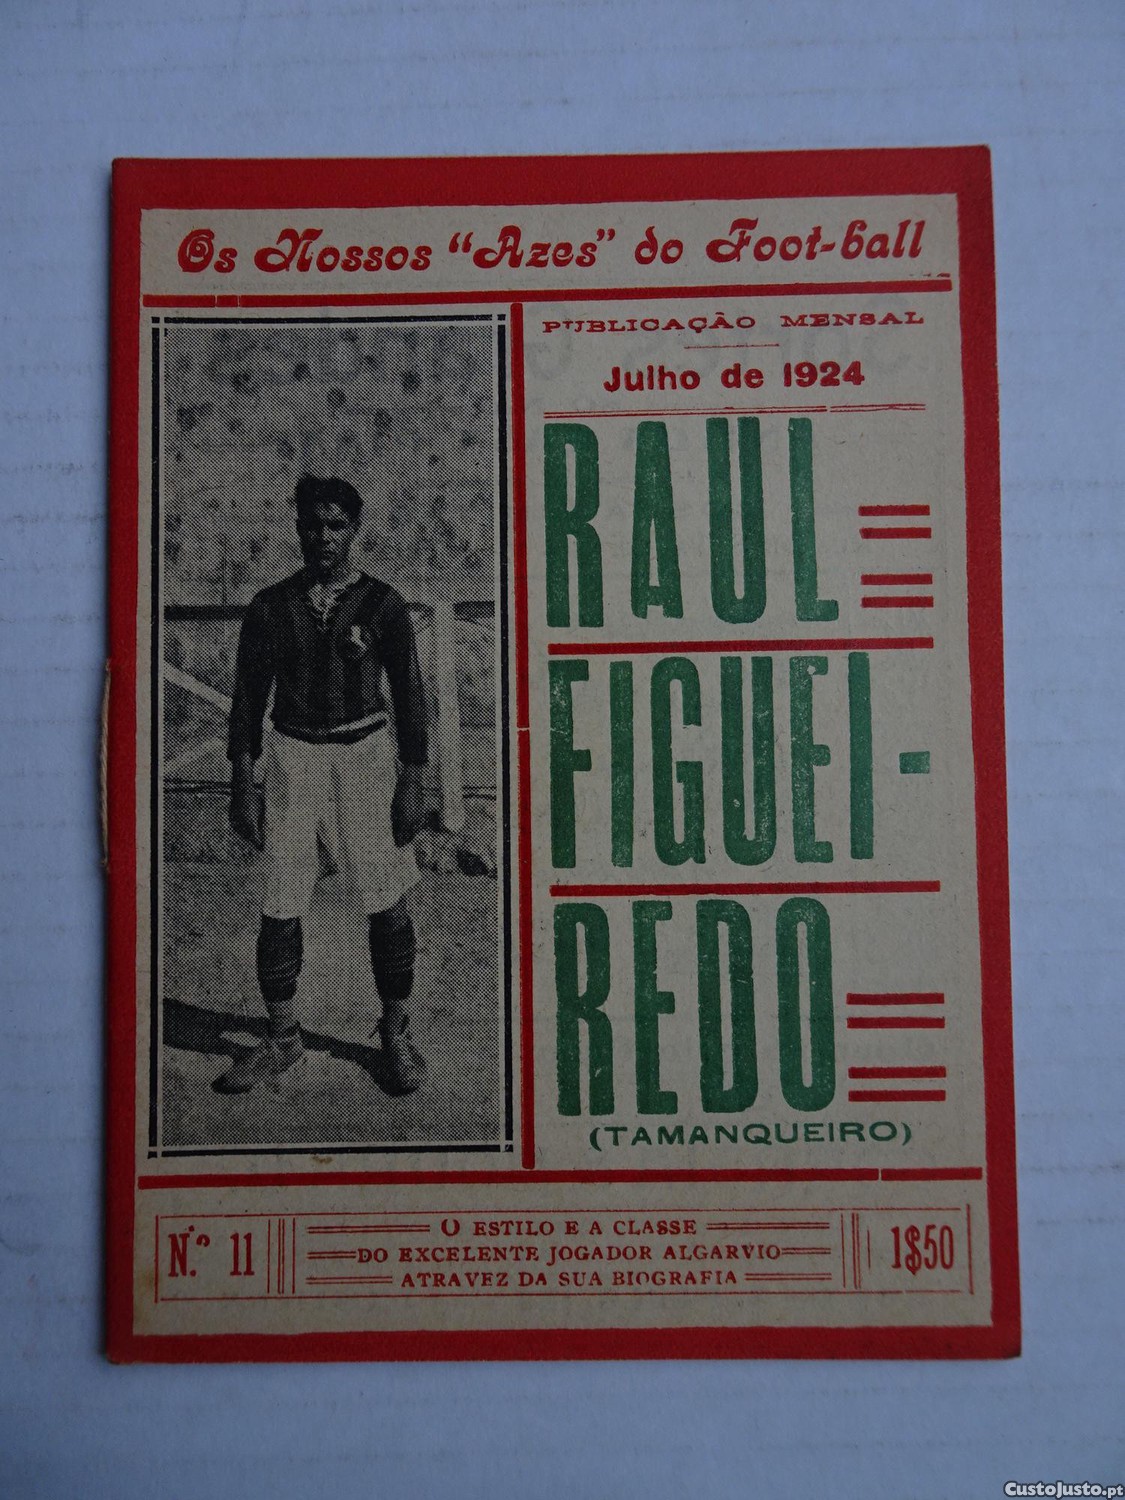 Os Nossos "Azes" do Foot-ball
PUBLICAÇÃO MENSAL
Julho de 1924
RAUL
FIGUEI-
REDO
(TAMANQUEIRO)
N.º 11
O ESTILO E A CLASSE
DO EXCELENTE JOGADOR ALGARVIO
ATRAVEZ DA SUA BIOGRAFIA
1$50
CustoJusto.pt